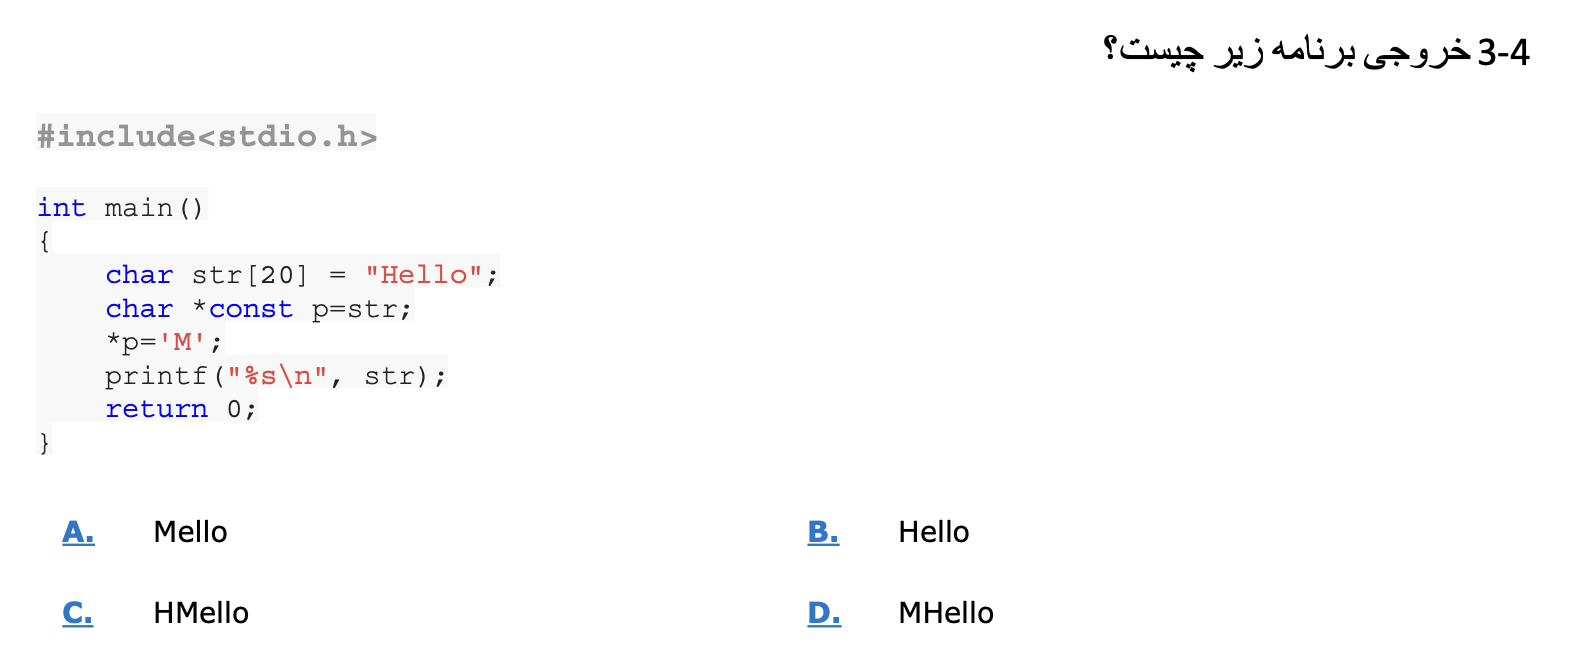 3-4 خروجی برنامه زیر چیست؟
#include<stdio.h>
int main()
{
    char str[20] = "Hello";
    char *const p=str;
    *p='M';
    printf("%s\n", str);
    return 0;
}
A. Mello B. Hello
C. HMello D. MHello